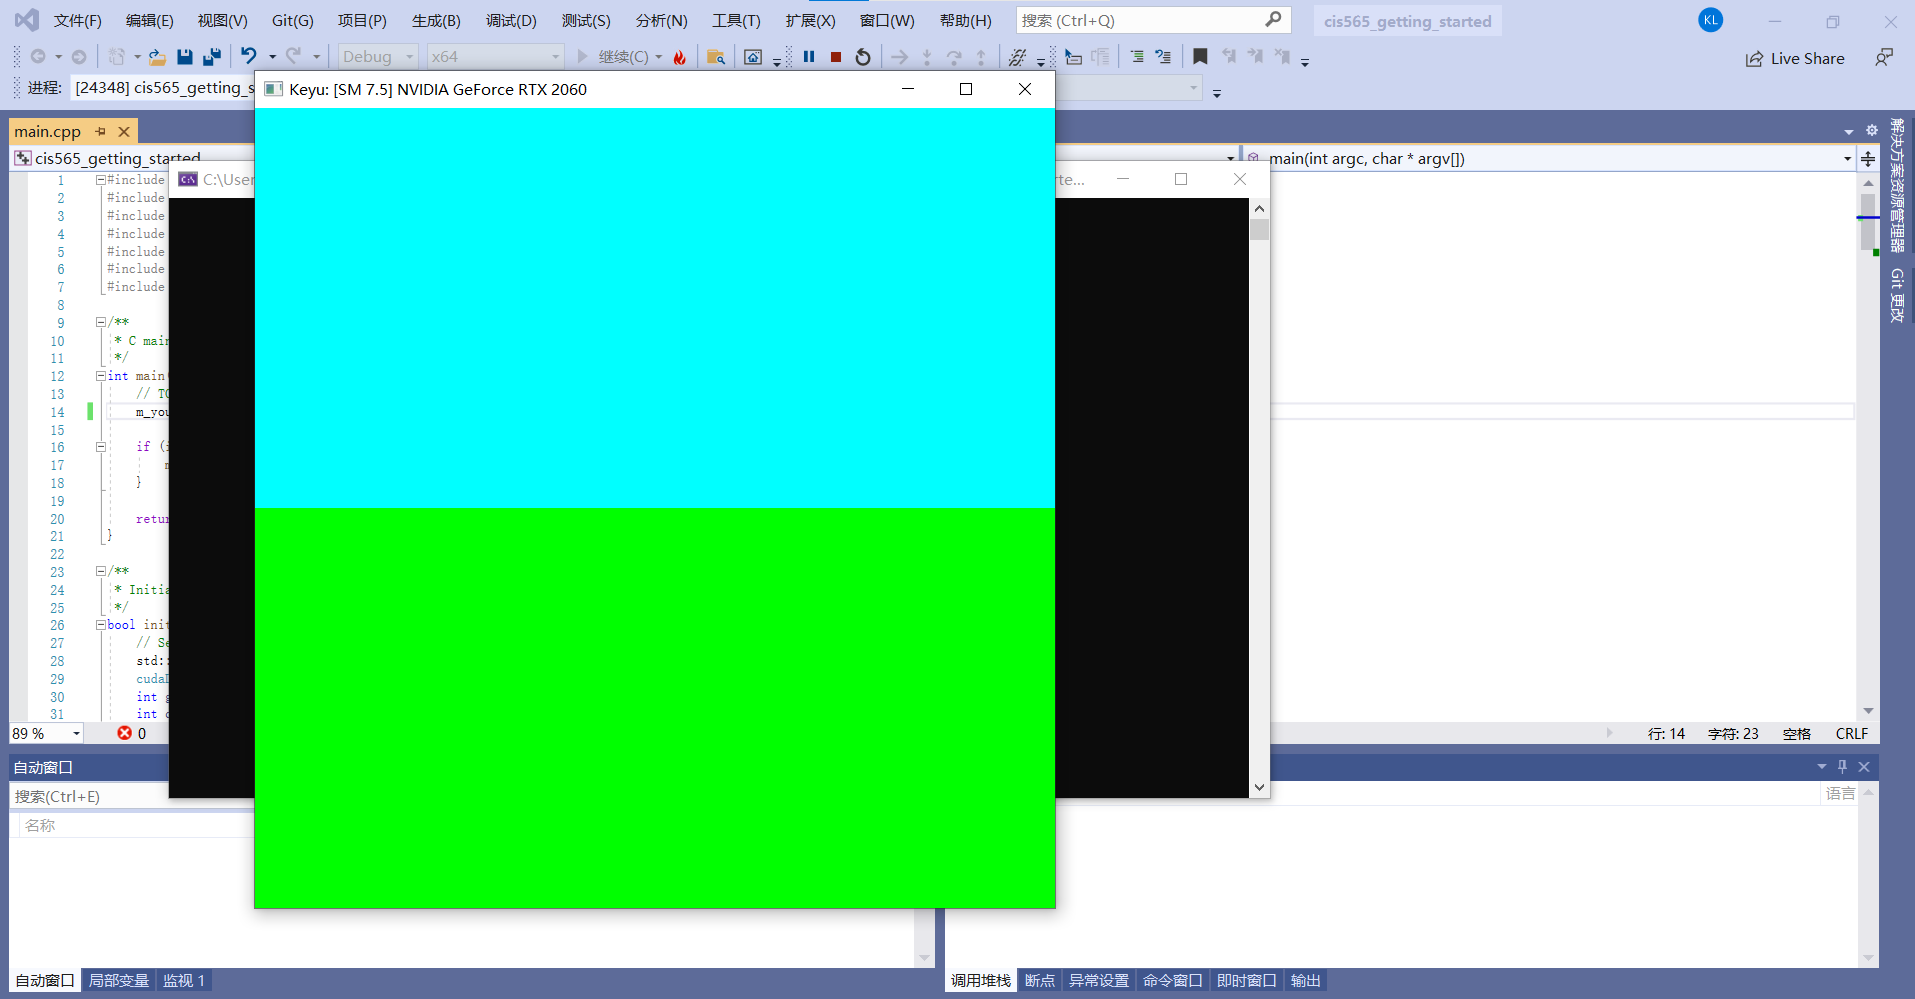 文件(F) 编辑(E) 视图(V) Git(G) 项目(P) 生成(B) 调试(D) 测试(S) 分析(N) 工具(T) 扩展(X) 窗口(W) 帮助(H) 搜索 (Ctrl+Q) cis565_getting_started KL
Debug x64 继续(C) Live Share
进程: [24348] cis565_getting_s
Keyu: [SM 7.5] NVIDIA GeForce RTX 2060
main.cpp
cis565_getting_started main(int argc, char * argv[])
C:\User rte...
1 #include
2 #include
3 #include
4 #include
5 #include
6 #include
7 #include
8
9 /**
10 * C main
11 */
12 int main(
13 // TO
14 m_you
15
16 if (i
17 m
18 }
19
20 retur
21 }
22
23 /**
24 * Initia
25 */
26 bool init
27 // Se
28 std::
29 cudaD
30 int g
31 int d
89 % 0 行: 14 字符: 23 空格 CRLF
解决方案资源管理器
Git 更改
自动窗口
搜索(Ctrl+E)
名称
语言
自动窗口 局部变量 监视 1
调用堆栈 断点 异常设置 命令窗口 即时窗口 输出